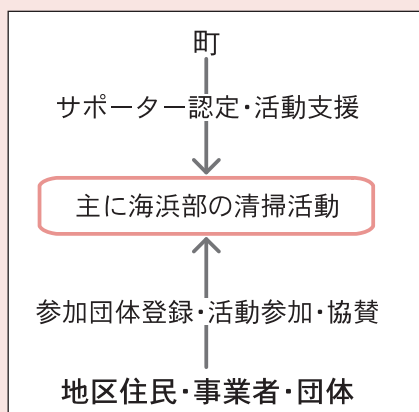 町
サポーター認定・活動支援
主に海浜部の清掃活動
参加団体登録・活動参加・協賛
地区住民・事業者・団体